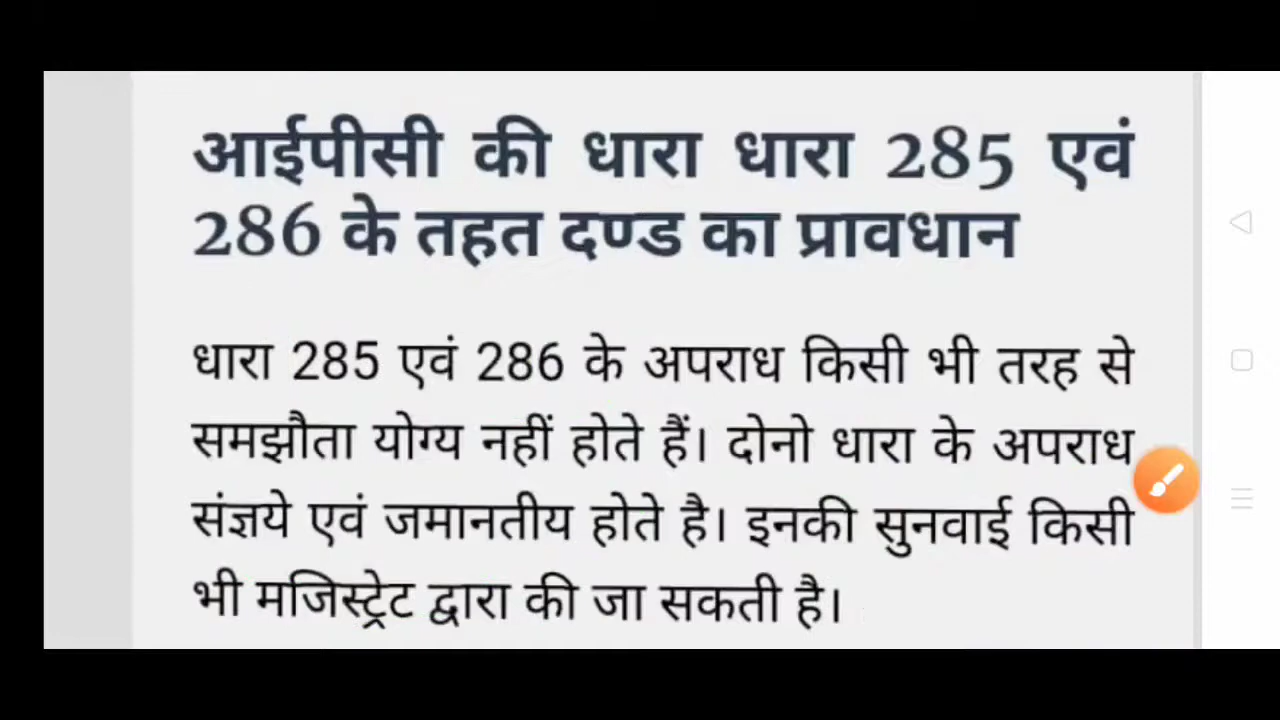 आईपीसी की धारा धारा 285 एवं
286 के तहत दण्ड का प्रावधान
धारा 285 एवं 286 के अपराध किसी भी तरह से
समझौता योग्य नहीं होते हैं। दोनो धारा के अपराध
संज्ञये एवं जमानतीय होते है। इनकी सुनवाई किसी
भी मजिस्ट्रेट द्वारा की जा सकती है।